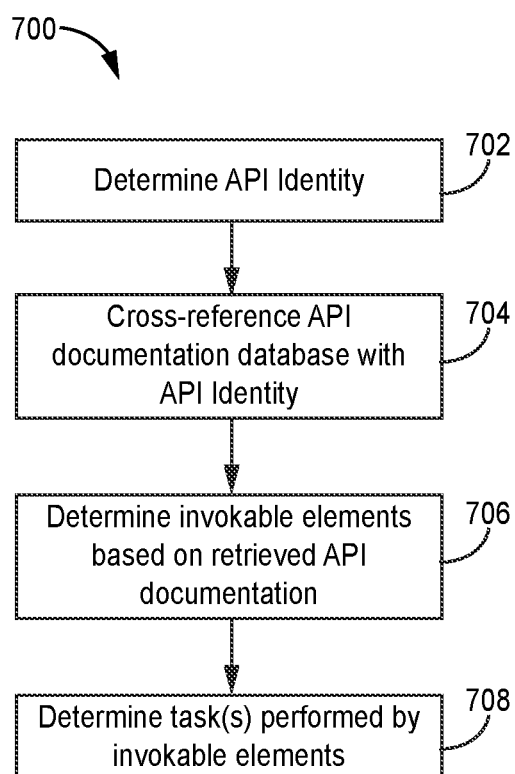 700
702
Determine API Identity
704
Cross-reference API
documentation database with
API Identity
706
Determine invokable elements
based on retrieved API
documentation
708
Determine task(s) performed by
invokable elements